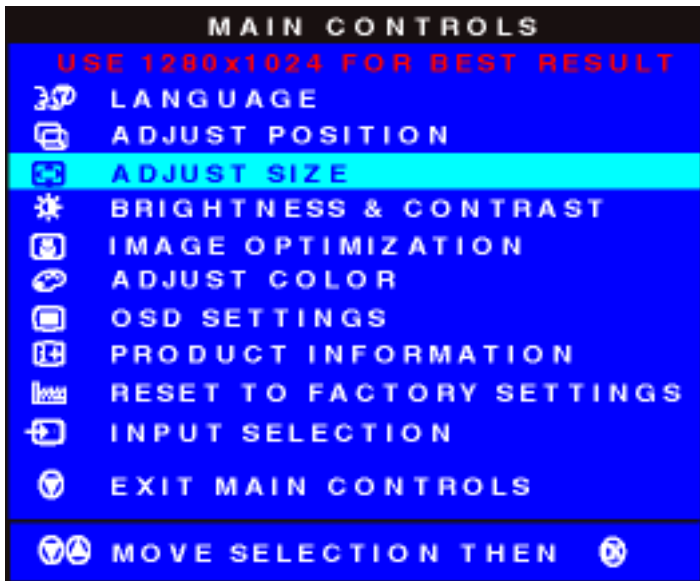 MAIN CONTROLS
USE 1280x1024 FOR BEST RESULT
LANGUAGE
ADJUST POSITION
ADJUST SIZE
BRIGHTNESS & CONTRAST
IMAGE OPTIMIZATION
ADJUST COLOR
OSD SETTINGS
PRODUCT INFORMATION
RESET TO FACTORY SETTINGS
INPUT SELECTION
EXIT MAIN CONTROLS
MOVE SELECTION THEN OK